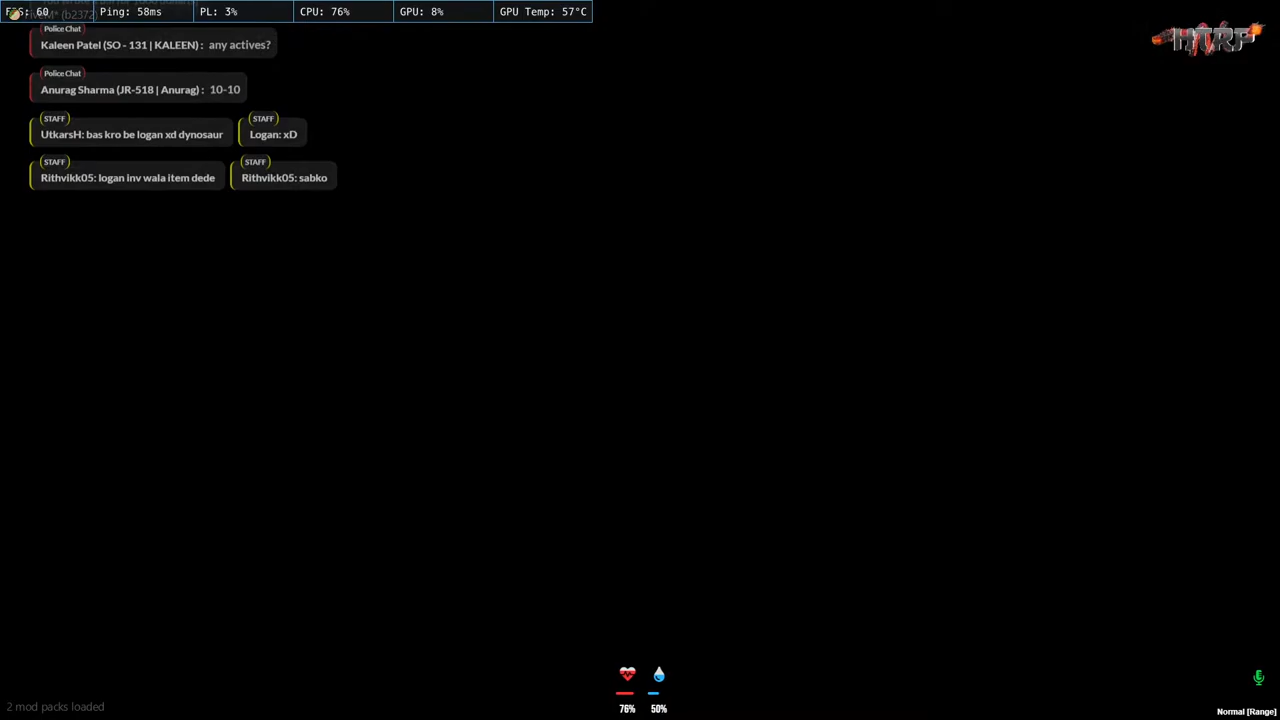 FPS: 60 Ping: 58ms PL: 3% CPU: 76% GPU: 8% GPU Temp: 57°C
(b2372)
HTRP
Police Chat
Kaleen Patel (SO - 131 | KALEEN) : any actives?
Police Chat
Anurag Sharma (JR-518 | Anurag) : 10-10
STAFF STAFF
UtkarsH: bas kro be logan xd dynosaur Logan: xD
STAFF STAFF
Rithvikk05: logan inv wala item dede Rithvikk05: sabko
76% 50%
2 mod packs loaded
Normal [Range]